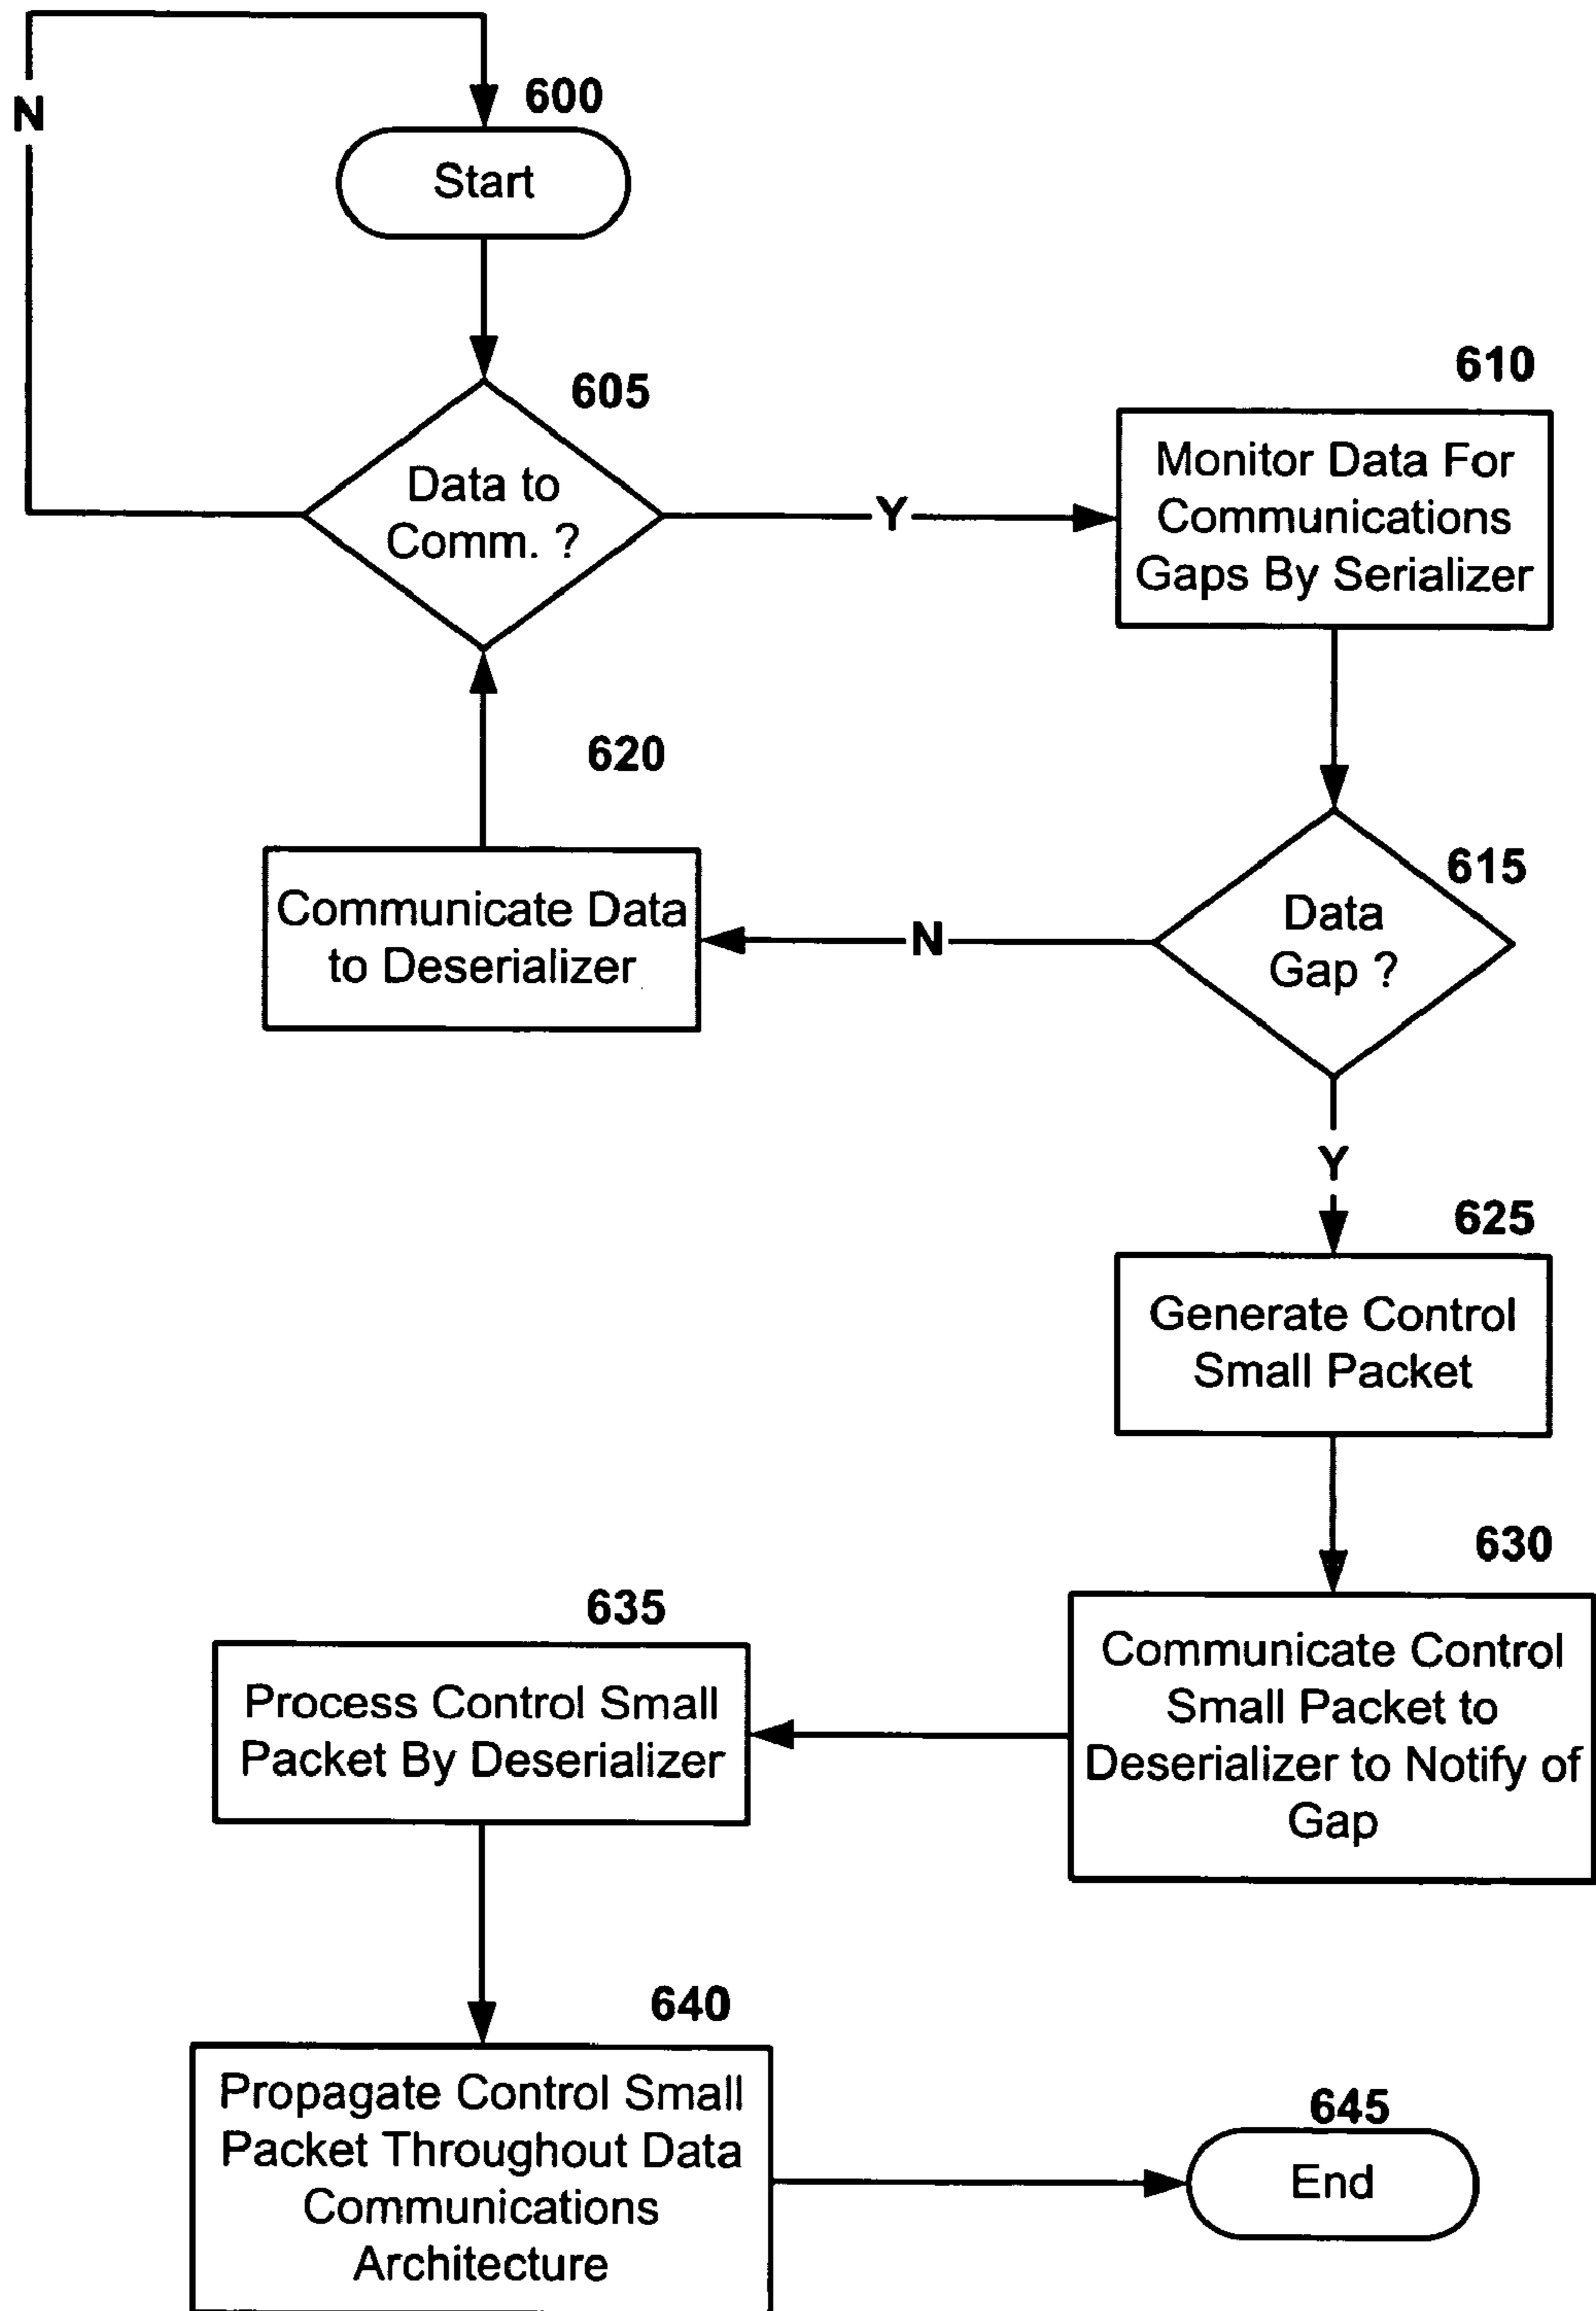 N
600
Start
605
Data to
Comm. ?
Y
610
Monitor Data For
Communications
Gaps By Serializer
615
Data
Gap ?
N
620
Communicate Data
to Deserializer
Y
625
Generate Control
Small Packet
630
Communicate Control
Small Packet to
Deserializer to Notify of
Gap
635
Process Control Small
Packet By Deserializer
640
Propagate Control Small
Packet Throughout Data
Communications
Architecture
645
End